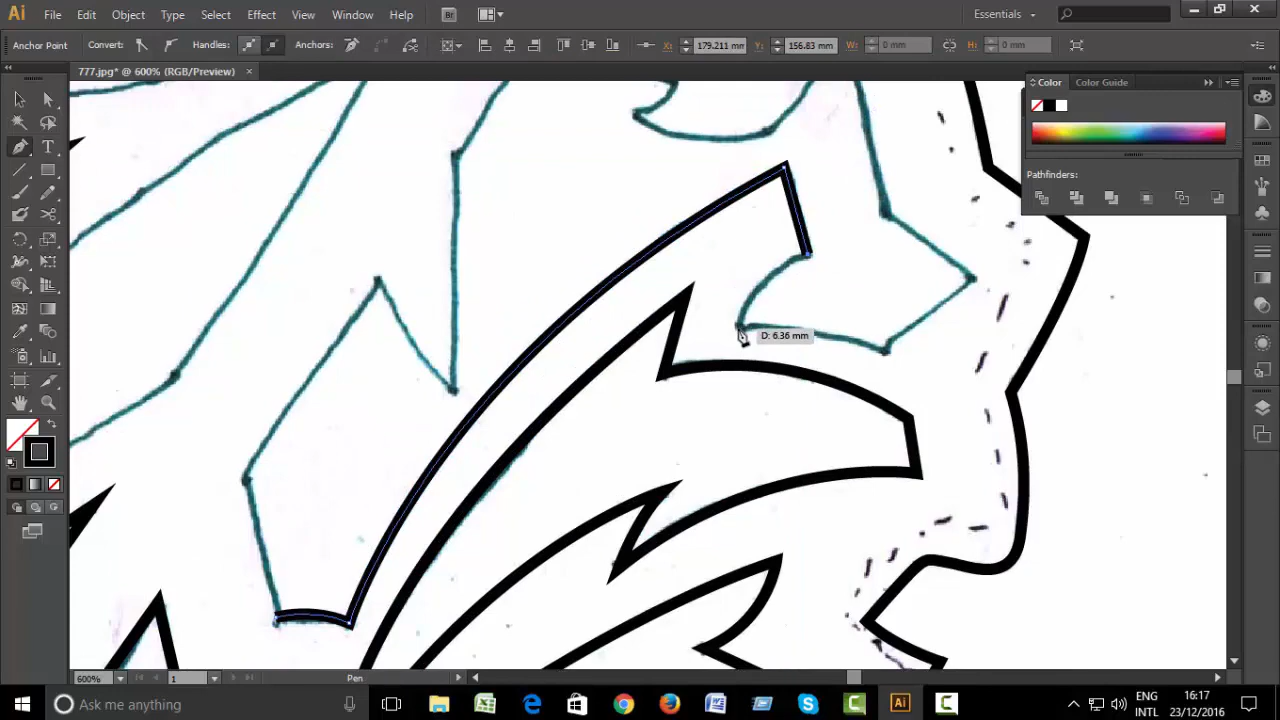 Ai File Edit Object Type Select Effect View Window Help Br Essentials
Anchor Point Convert: Handles: Anchors: X: 179.211 mm Y: 156.83 mm W: 0 mm H: 0 mm
777.jpg* @ 600% (RGB/Preview) ×
Color Color Guide
Pathfinders:
D: 6.36 mm
600% 1 Pen
Ask me anything
ENG 16:17
INTL 23/12/2016